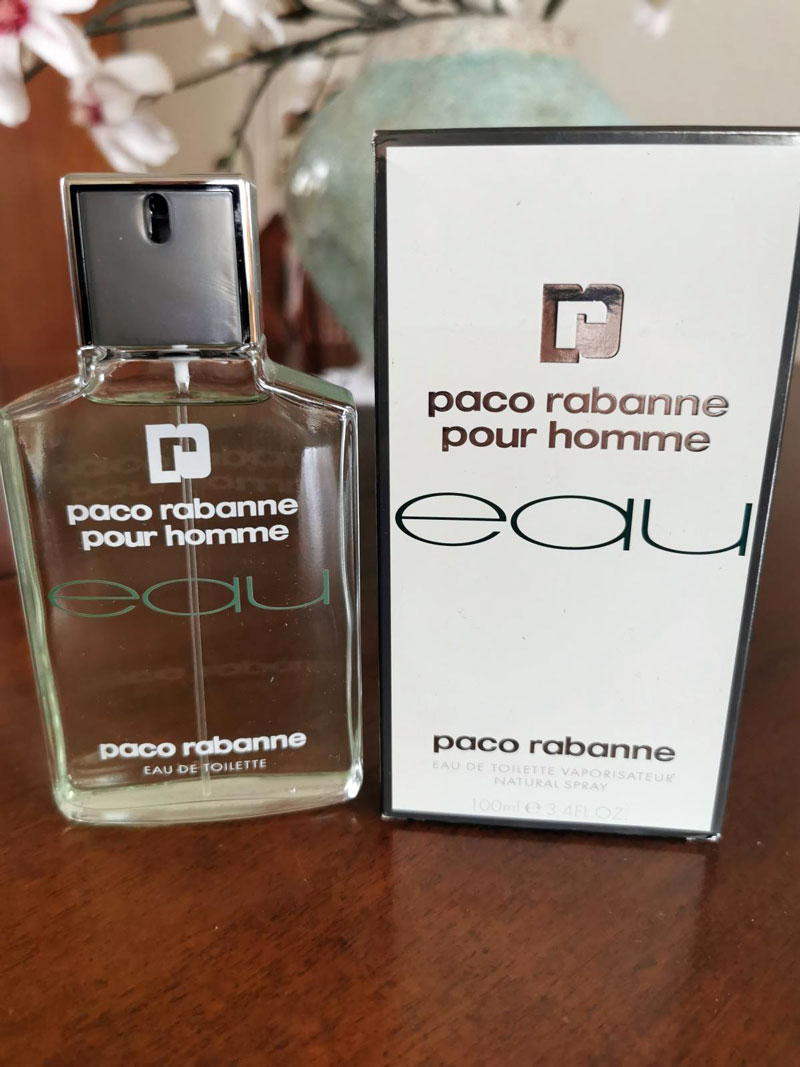 paco rabanne
pour homme
eau
paco rabanne
EAU DE TOILETTE
paco rabanne
pour homme
eau
paco rabanne
EAU DE TOILETTE VAPORISATEUR
NATURAL SPRAY
100ml e 3.4FL.OZ.